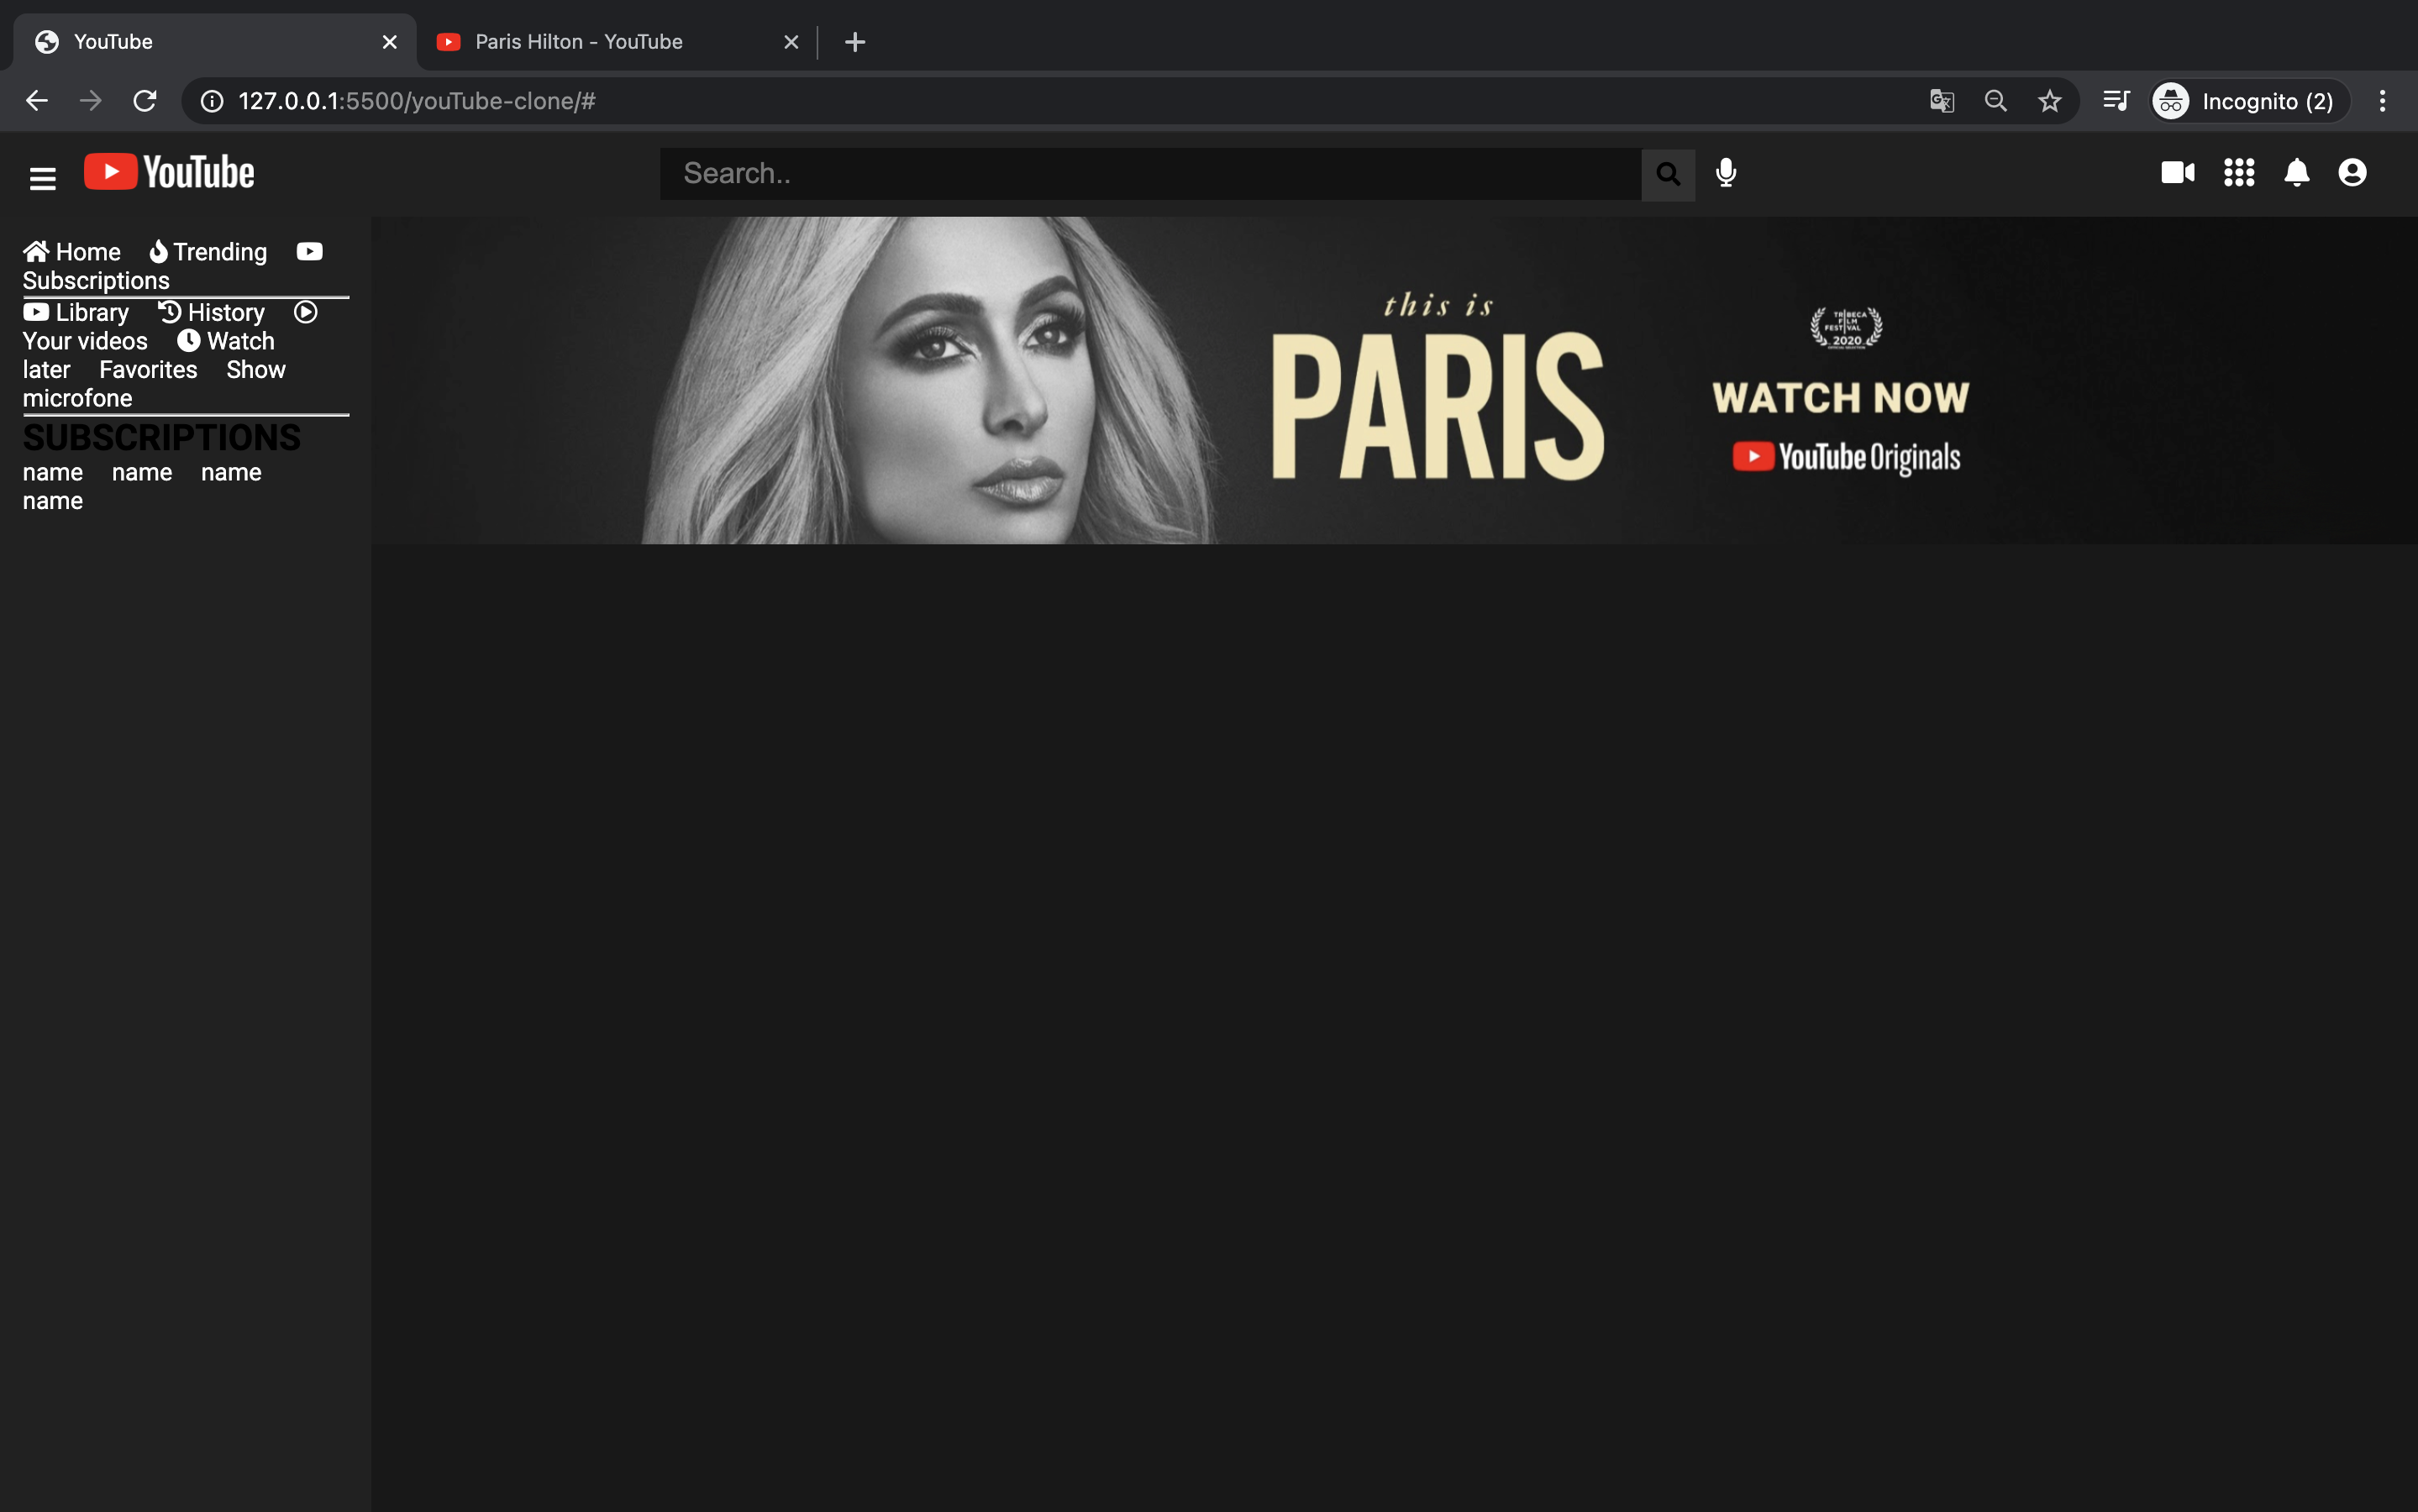 YouTube
Paris Hilton - YouTube
127.0.0.1:5500/youTube-clone/#
Incognito (2)
YouTube
Search..
Home Trending
Subscriptions
Library History
Your videos Watch
later Favorites Show
microfone
SUBSCRIPTIONS
name name name
name
this is
PARIS
TRIBECA
FILM
FESTIVAL
2020
WATCH NOW
YouTube Originals